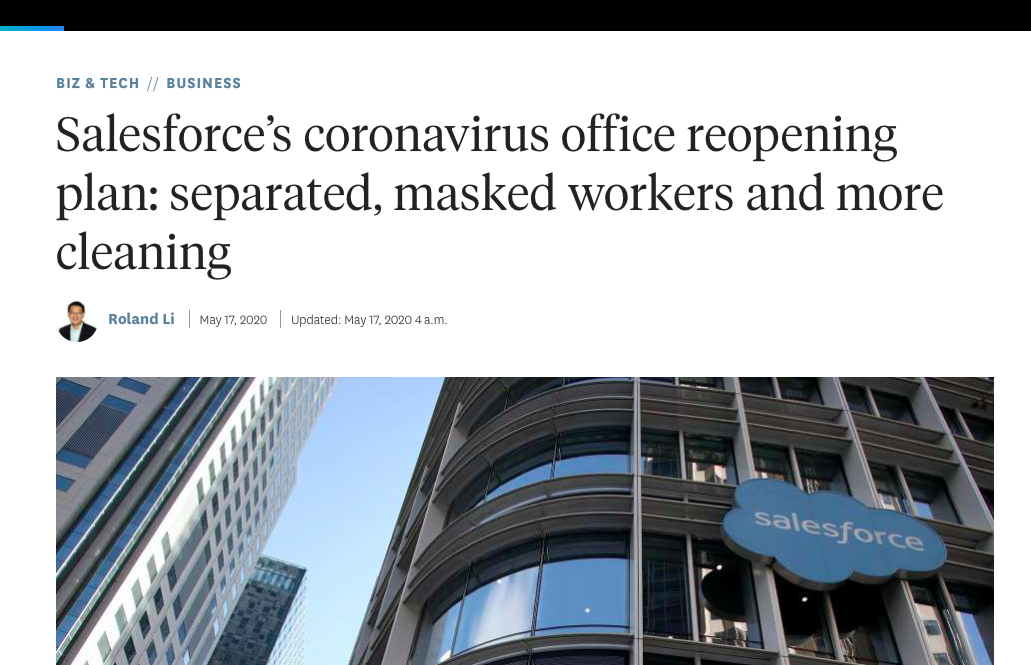 BIZ & TECH // BUSINESS
Salesforce’s coronavirus office reopening
plan: separated, masked workers and more
cleaning
Roland Li | May 17, 2020 | Updated: May 17, 2020 4 a.m.
salesforce